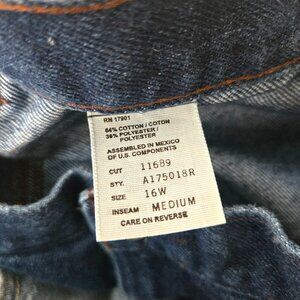 RN 17901
64% COTTON / COTON
36% POLYESTER /
POLYESTER
ASSEMBLED IN MEXICO
OF U.S. COMPONENTS
CUT 11689
STY. A175018R
SIZE 16W
INSEAM MEDIUM
CARE ON REVERSE